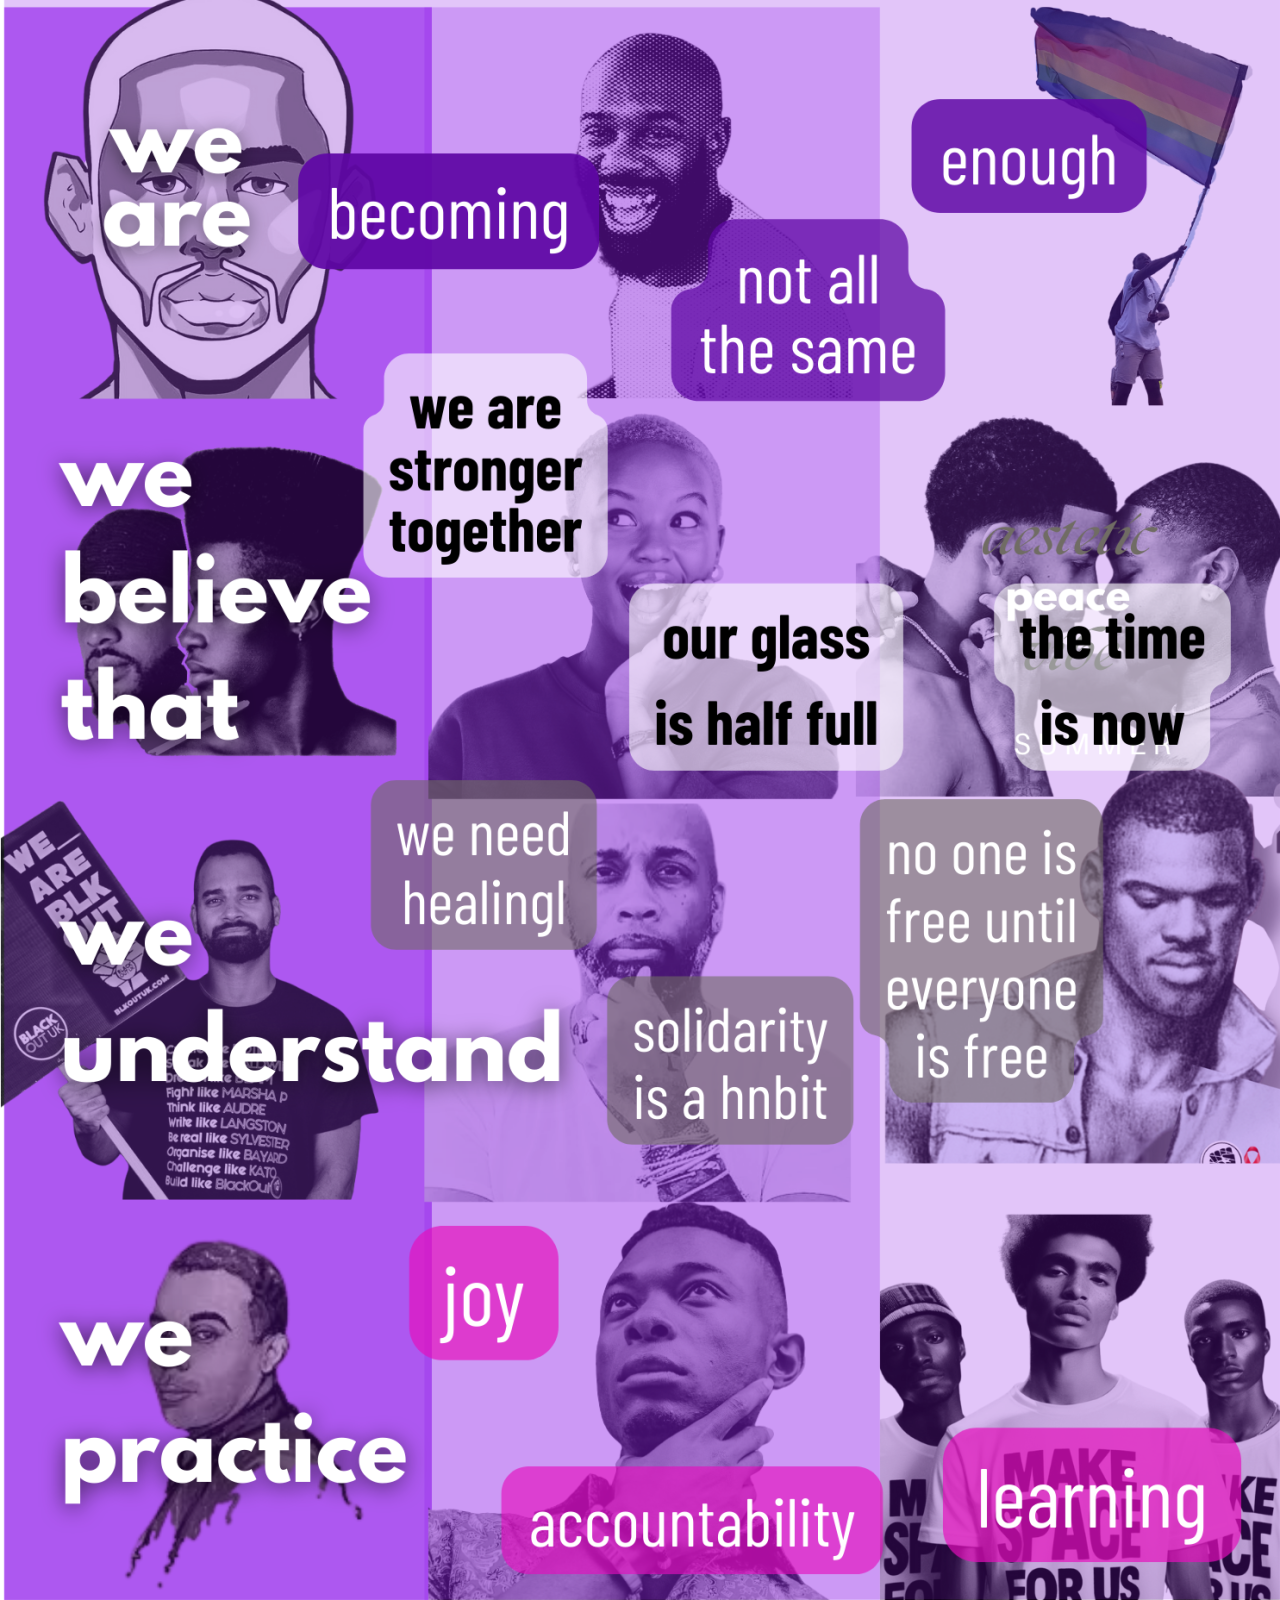 we
are
becoming
not all
the same
enough
we
believe
that
we are
stronger
together
our glass
is half full
aestetic
peace
the time
is now
SUMMER
we
understand
WE
ARE
BLK
OUT
BLKOUTUK.COM
BLACK
OUT UK
Fight like MARSHA P
Think like AUDRE
Write like LANGSTON
Be real like SYLVESTER
Organise like BAYARD
Challenge like KATO
Build like BlackOut
we need
healingl
solidarity
is a hnbit
no one is
free until
everyone
is free
we
practice
joy
accountability
learning
MAKE
SPACE
FOR US